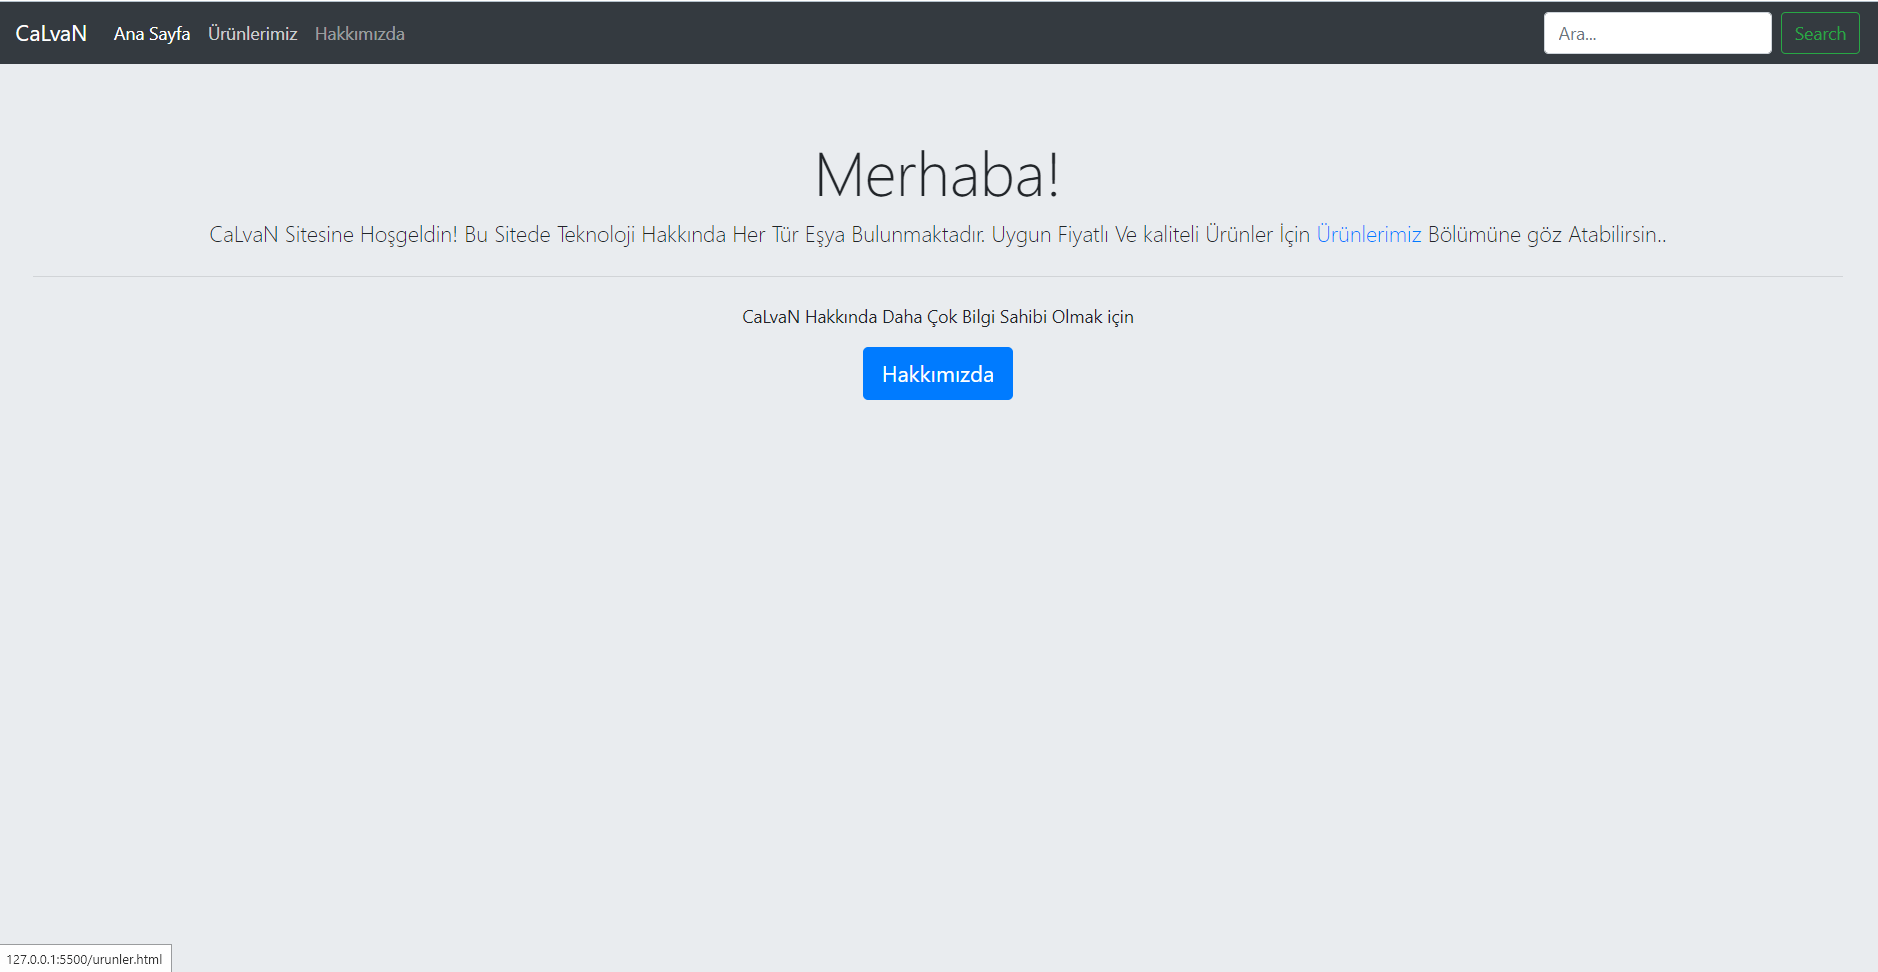 CaLvaN Ana Sayfa Ürünlerimiz Hakkımızda Ara... Search
Merhaba!
CaLvaN Sitesine Hoşgeldin! Bu Sitede Teknoloji Hakkında Her Tür Eşya Bulunmaktadır. Uygun Fiyatlı Ve kaliteli Ürünler İçin Ürünlerimiz Bölümüne göz Atabilirsin..
CaLvaN Hakkında Daha Çok Bilgi Sahibi Olmak için
Hakkımızda
127.0.0.1:5500/urunler.html